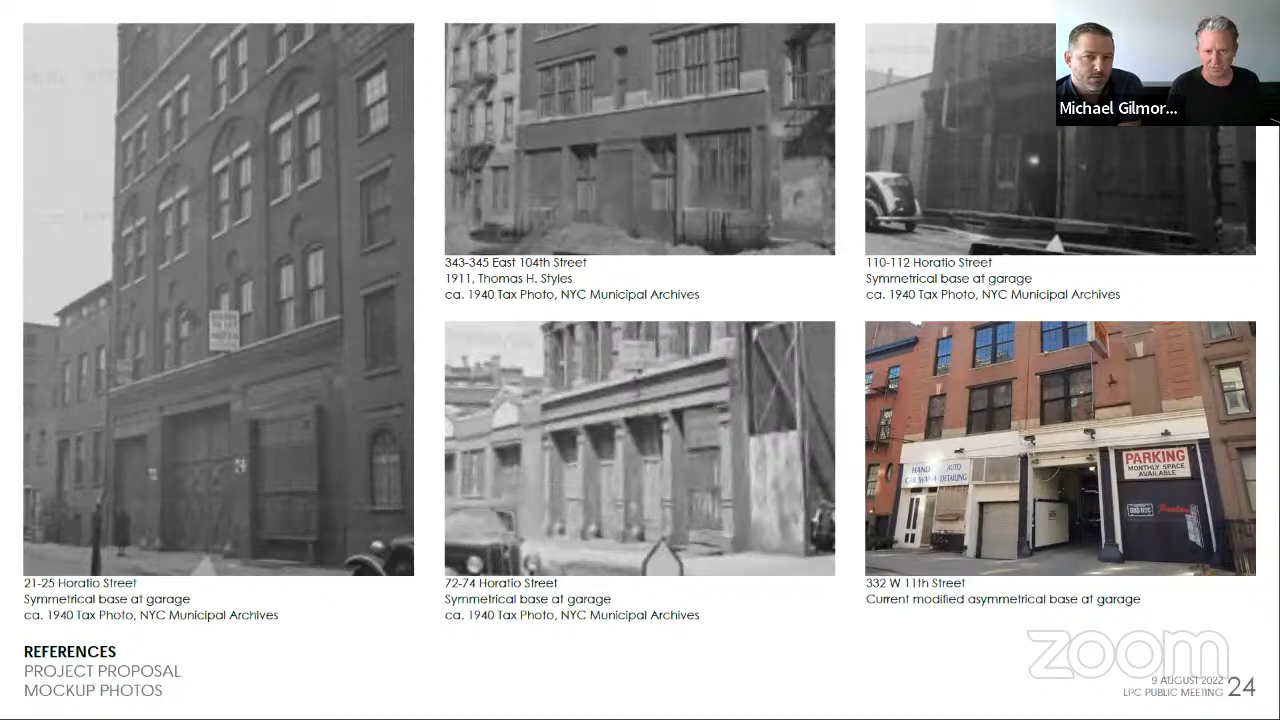 Michael Gilmor...
343-345 East 104th Street
1911, Thomas H. Styles
ca. 1940 Tax Photo, NYC Municipal Archives
110-112 Horatio Street
Symmetrical base at garage
ca. 1940 Tax Photo, NYC Municipal Archives
HAND AUTO
CAR WASH DETAILING
PARKING
MONTHLY SPACE
AVAILABLE
21-25 Horatio Street
Symmetrical base at garage
ca. 1940 Tax Photo, NYC Municipal Archives
72-74 Horatio Street
Symmetrical base at garage
ca. 1940 Tax Photo, NYC Municipal Archives
332 W 11th Street
Current modified asymmetrical base at garage
REFERENCES
PROJECT PROPOSAL
MOCKUP PHOTOS
zoom
9 AUGUST 2022
LPC PUBLIC MEETING 24